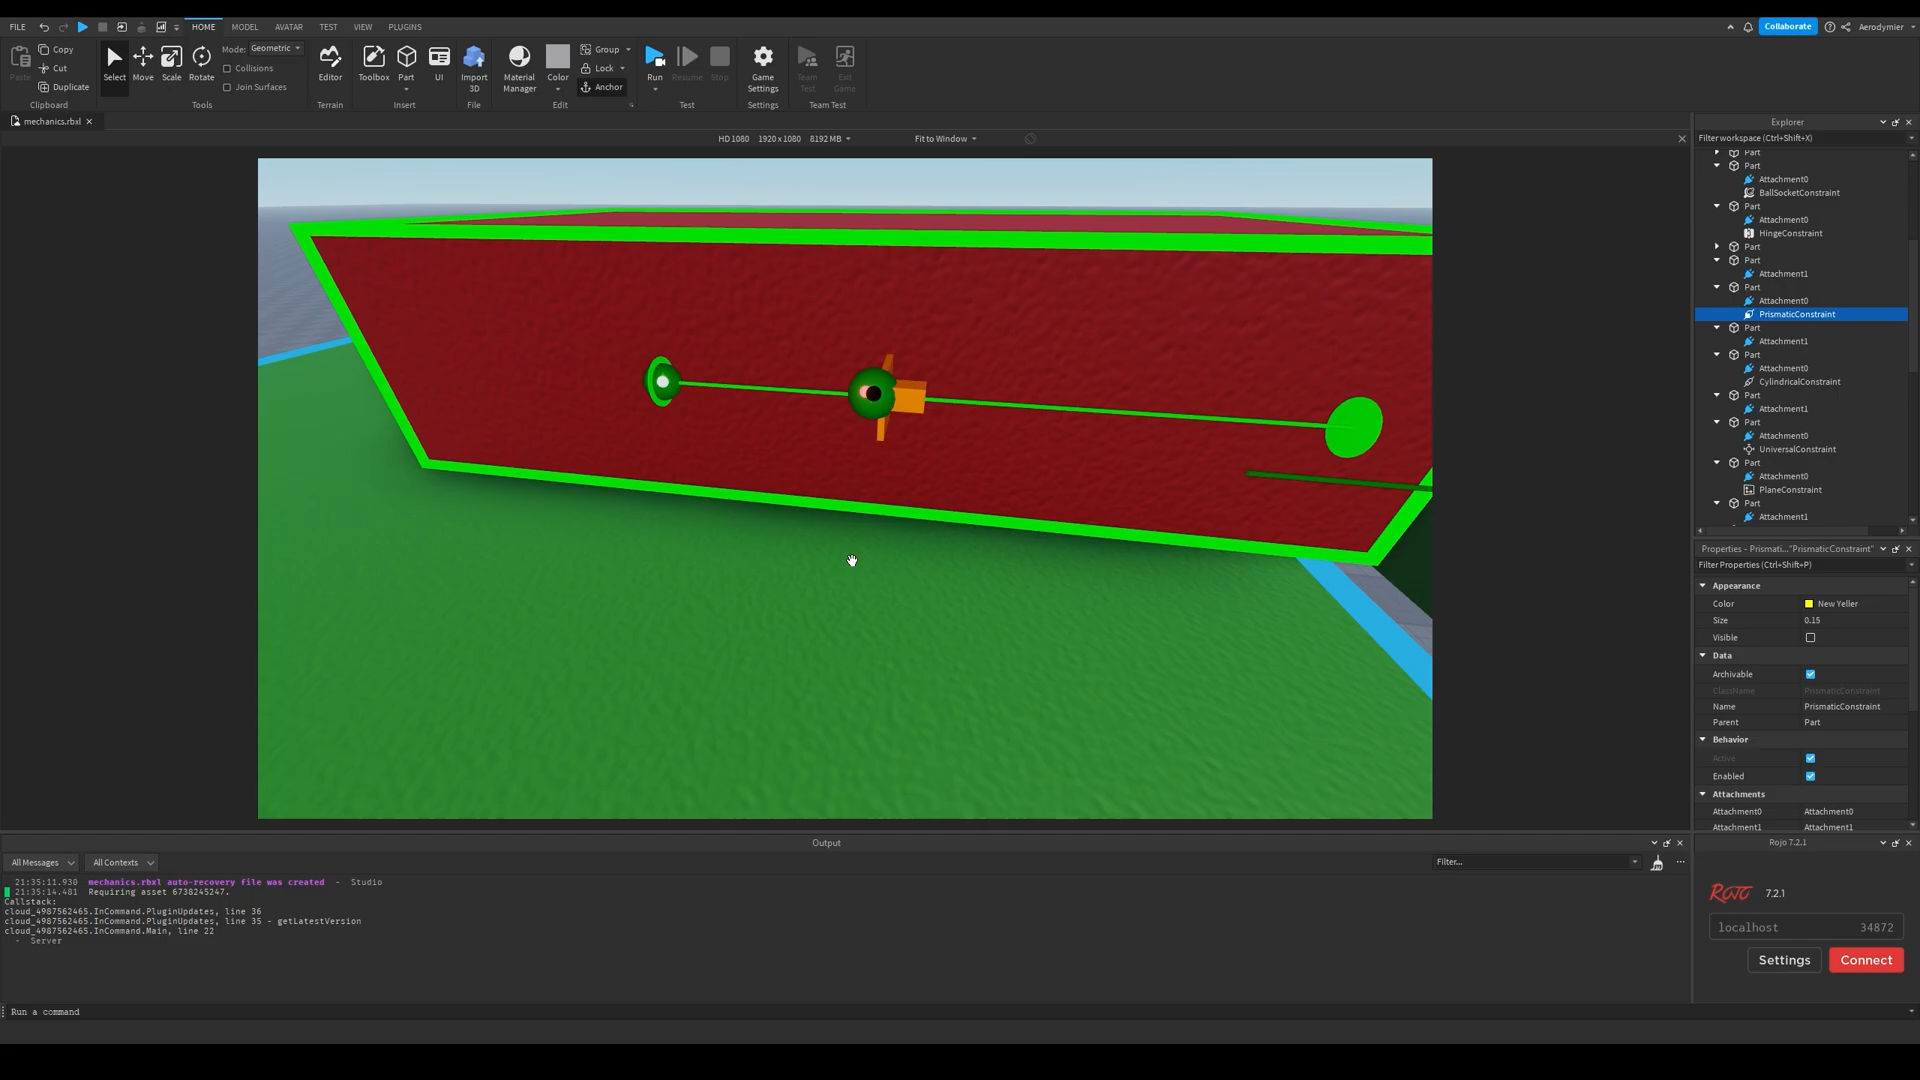 FILE HOME MODEL AVATAR TEST VIEW PLUGINS Collaborate Aerodymier
Paste Copy Cut Duplicate Clipboard
Select Move Scale Rotate Mode: Geometric Collisions Join Surfaces Tools
Editor Terrain
Toolbox Part UI Insert
Import 3D File
Material Manager Color Group Lock Anchor Edit
Run Resume Stop Test
Game Settings Settings
Team Test Exit Game Team Test
mechanics.rbxl
HD 1080 1920 x 1080 8192 MB Fit to Window
Explorer
Filter workspace (Ctrl+Shift+X)
Part
Part
Attachment0
BallSocketConstraint
Part
Attachment0
HingeConstraint
Part
Part
Attachment1
Part
Attachment0
PrismaticConstraint
Part
Attachment1
Part
Attachment0
CylindricalConstraint
Part
Attachment1
Part
Attachment0
UniversalConstraint
Part
Attachment0
PlaneConstraint
Part
Attachment1
Properties - Prismati..."PrismaticConstraint"
Filter Properties (Ctrl+Shift+P)
Appearance
Color New Yeller
Size 0.15
Visible
Data
Archivable
ClassName PrismaticConstraint
Name PrismaticConstraint
Parent Part
Behavior
Active
Enabled
Attachments
Attachment0 Attachment0
Attachment1 Attachment1
Output
All Messages All Contexts Filter...
21:35:11.930 mechanics.rbxl auto-recovery file was created - Studio
21:35:14.481 Requiring asset 6738245247.
Callstack:
cloud_4987562465.InCommand.PluginUpdates, line 36
cloud_4987562465.InCommand.PluginUpdates, line 35 - getLatestVersion
cloud_4987562465.InCommand.Main, line 22
- Server
Rojo 7.2.1
ROJO 7.2.1
localhost 34872
Settings Connect
Run a command